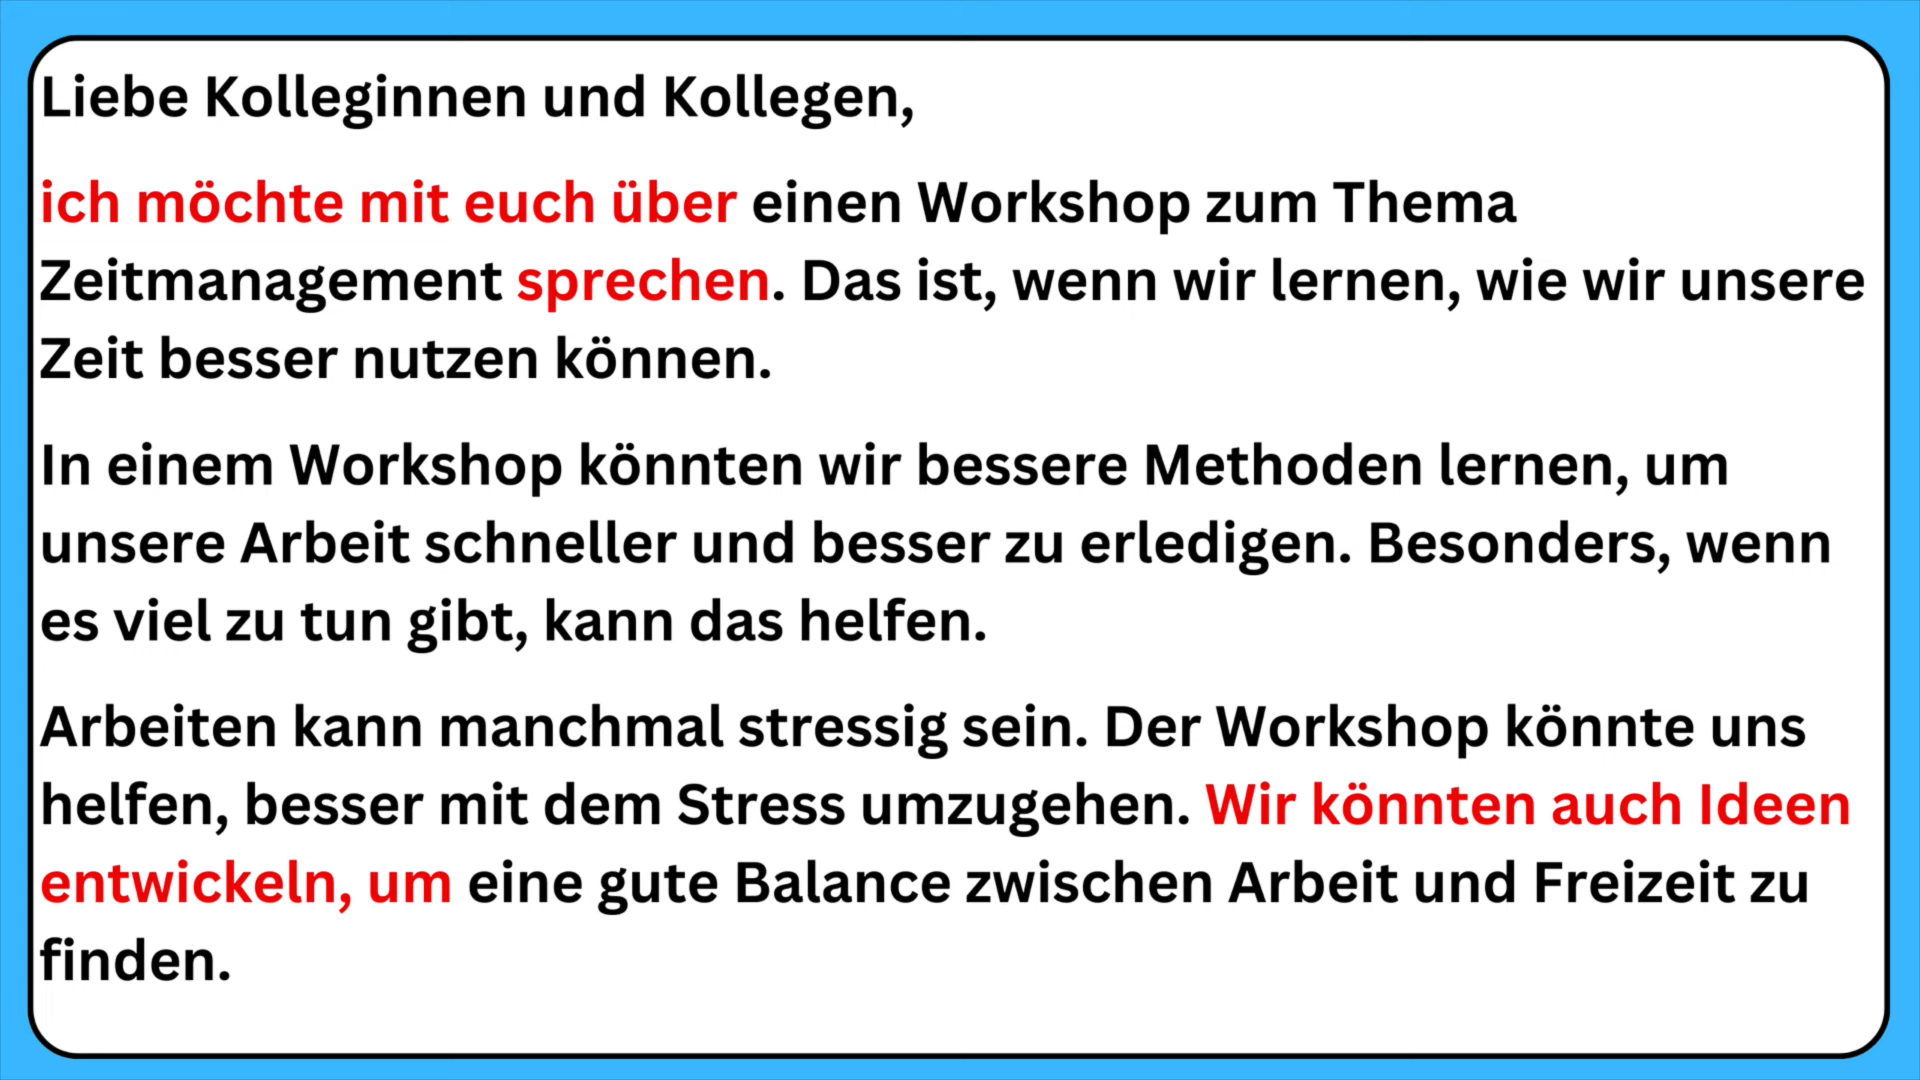 Liebe Kolleginnen und Kollegen,
ich möchte mit euch über einen Workshop zum Thema
Zeitmanagement sprechen. Das ist, wenn wir lernen, wie wir unsere
Zeit besser nutzen können.
In einem Workshop könnten wir bessere Methoden lernen, um
unsere Arbeit schneller und besser zu erledigen. Besonders, wenn
es viel zu tun gibt, kann das helfen.
Arbeiten kann manchmal stressig sein. Der Workshop könnte uns
helfen, besser mit dem Stress umzugehen. Wir könnten auch Ideen
entwickeln, um eine gute Balance zwischen Arbeit und Freizeit zu
finden.